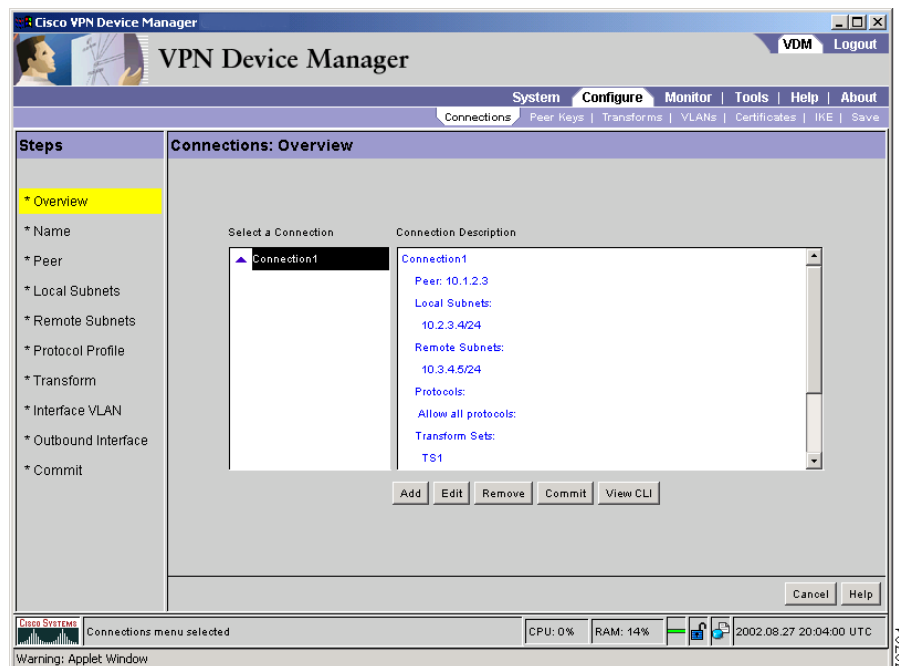 Cisco VPN Device Manager
VPN Device Manager
VDM Logout
System Configure Monitor | Tools | Help | About
Connections Peer Keys | Transforms | VLANs | Certificates | IKE | Save
Steps
Connections: Overview
* Overview
* Name
* Peer
* Local Subnets
* Remote Subnets
* Protocol Profile
* Transform
* Interface VLAN
* Outbound Interface
* Commit
Select a Connection
Connection1
Connection Description
Connection1
Peer: 10.1.2.3
Local Subnets:
10.2.3.4/24
Remote Subnets:
10.3.4.5/24
Protocols:
Allow all protocols:
Transform Sets:
TS1
Add Edit Remove Commit View CLI
Cancel Help
CISCO SYSTEMS
Connections menu selected
CPU: 0% RAM: 14% 2002.08.27 20:04:00 UTC
Warning: Applet Window